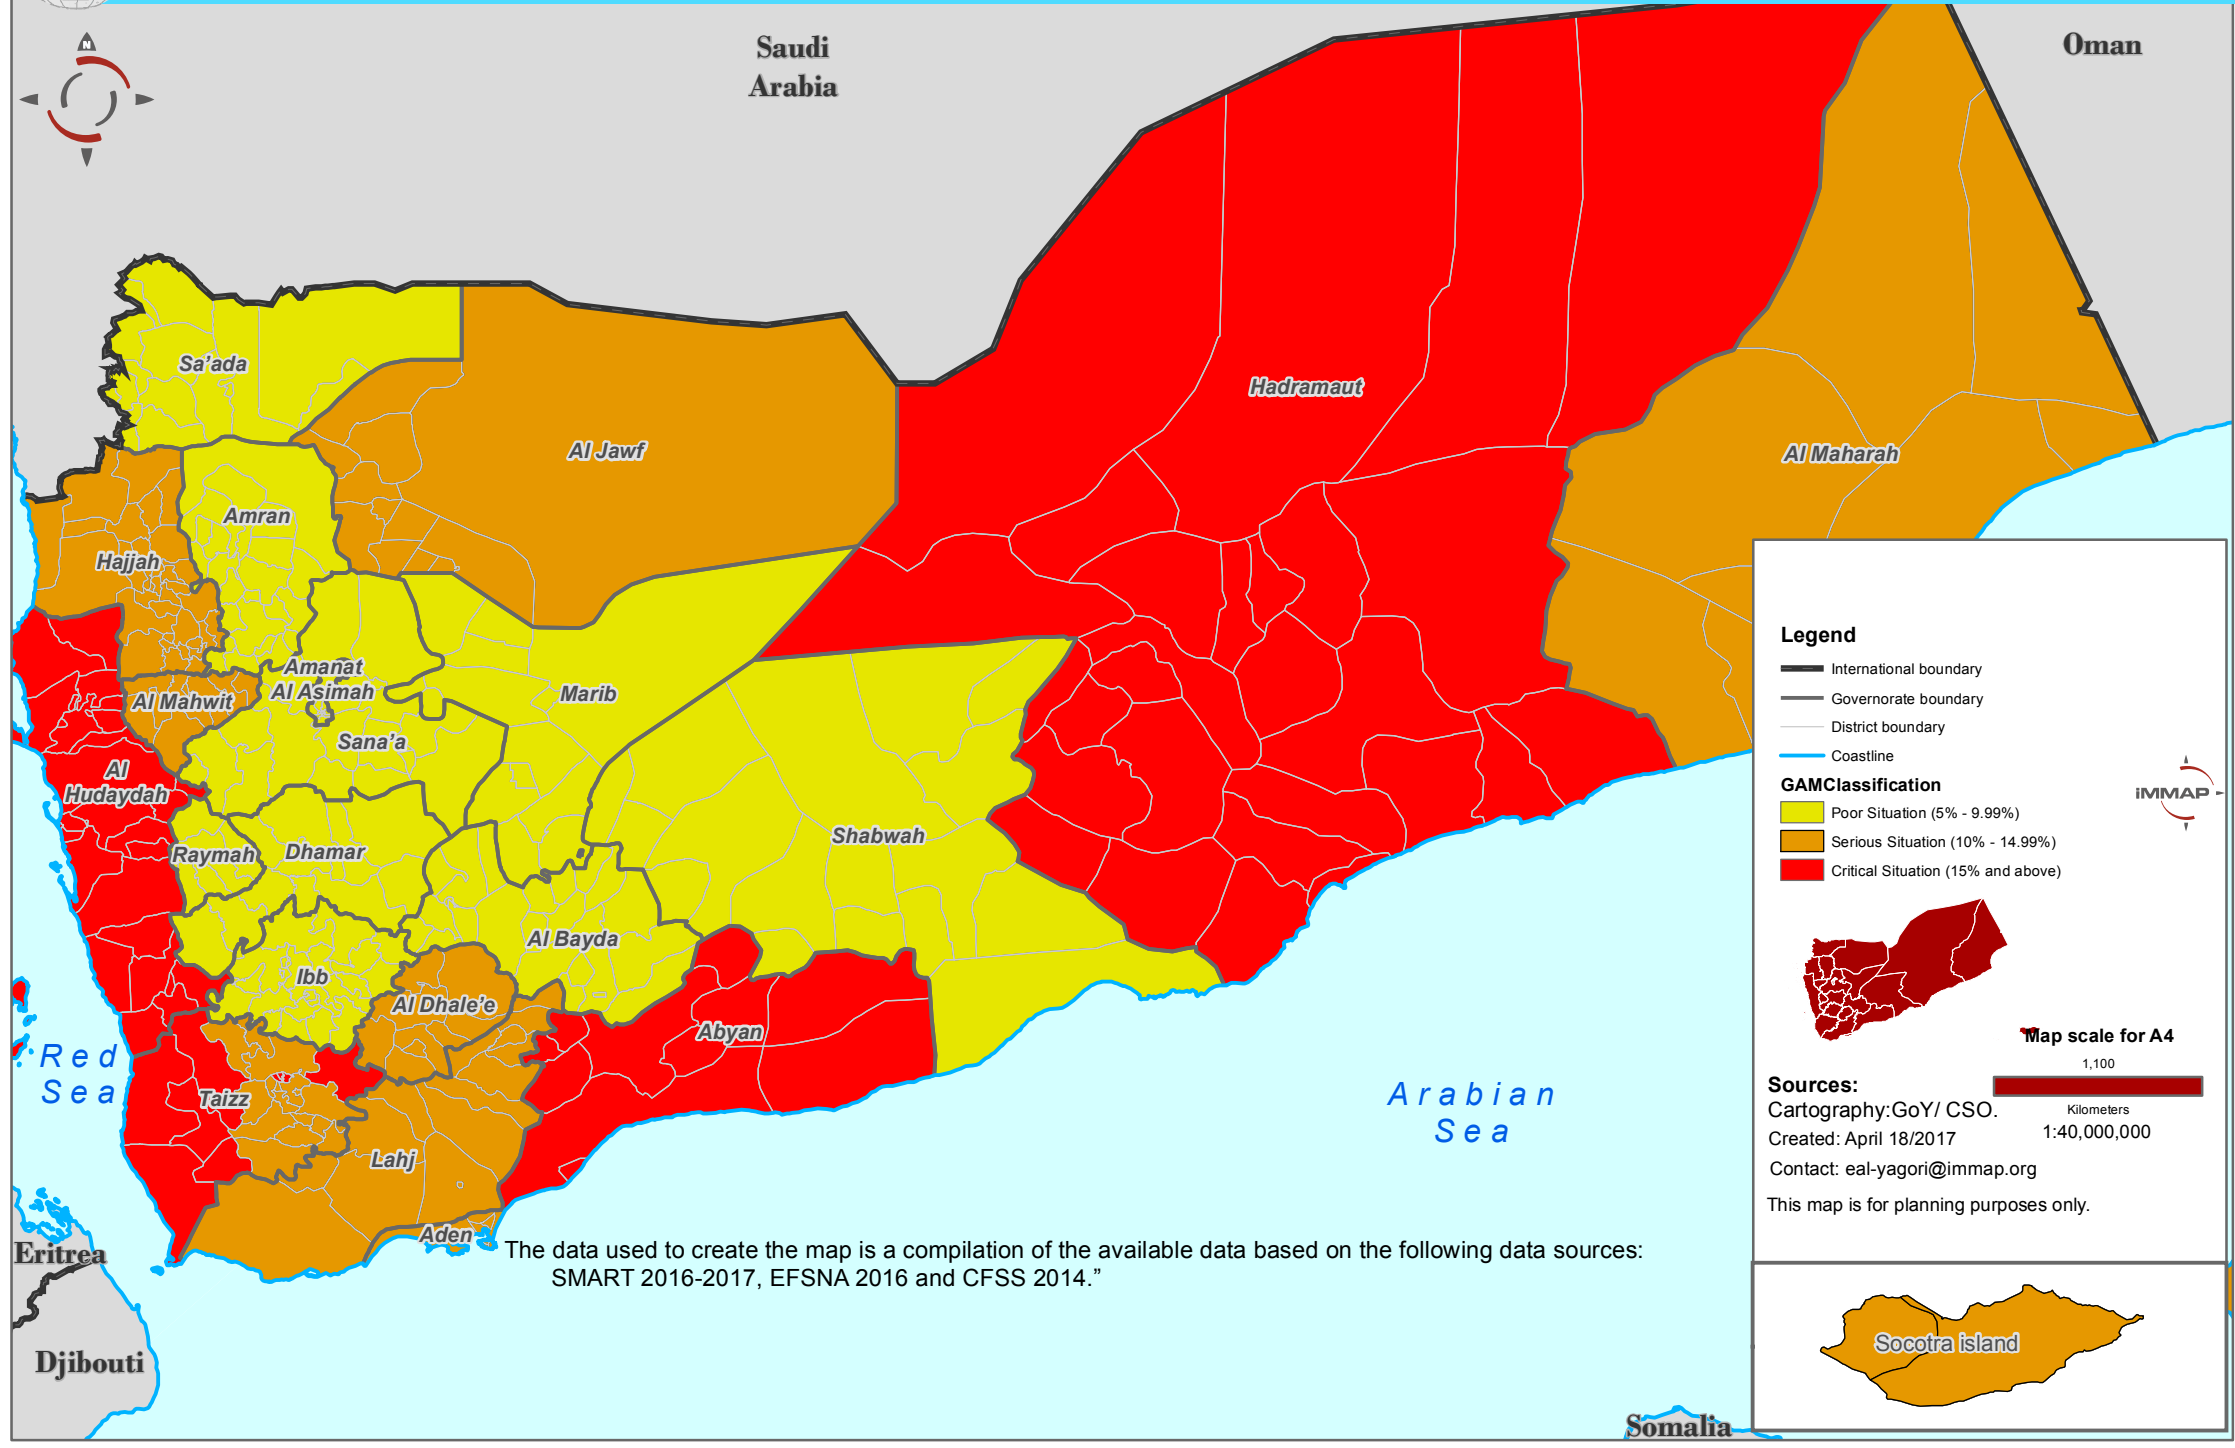 N
Saudi
Arabia
Oman
Sa’ada
Hadramaut
Al Jawf
Al Maharah
Amran
Hajjah
Amanat
Al Asimah
Al Mahwit
Marib
Sana’a
Al
Hudaydah
Shabwah
Raymah
Dhamar
Al Bayda
Ibb
Al Dhale’e
Abyan
Red
Sea
Taizz
Arabian
Sea
Lahj
Aden
Eritrea
Djibouti
Somalia
The data used to create the map is a compilation of the available data based on the following data sources:
SMART 2016-2017, EFSNA 2016 and CFSS 2014.”
Legend
International boundary
Governorate boundary
District boundary
Coastline
GAMClassification
Poor Situation (5% - 9.99%)
Serious Situation (10% - 14.99%)
Critical Situation (15% and above)
iMMAP
Map scale for A4
1,100
Kilometers
1:40,000,000
Sources:
Cartography:GoY/ CSO.
Created: April 18/2017
Contact: eal-yagori@immap.org
This map is for planning purposes only.
Socotra island